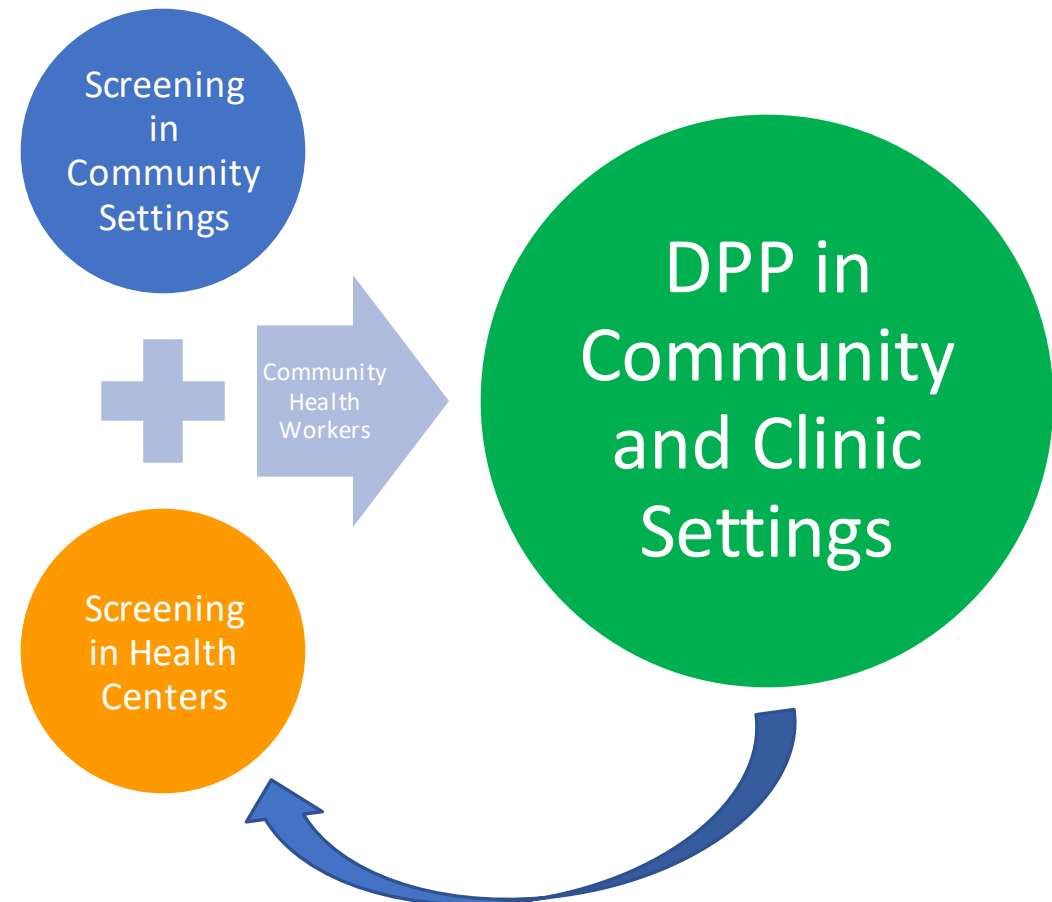 Screening
in
Community
Settings
Community
Health
Workers
Screening
in Health
Centers
DPP in
Community
and Clinic
Settings